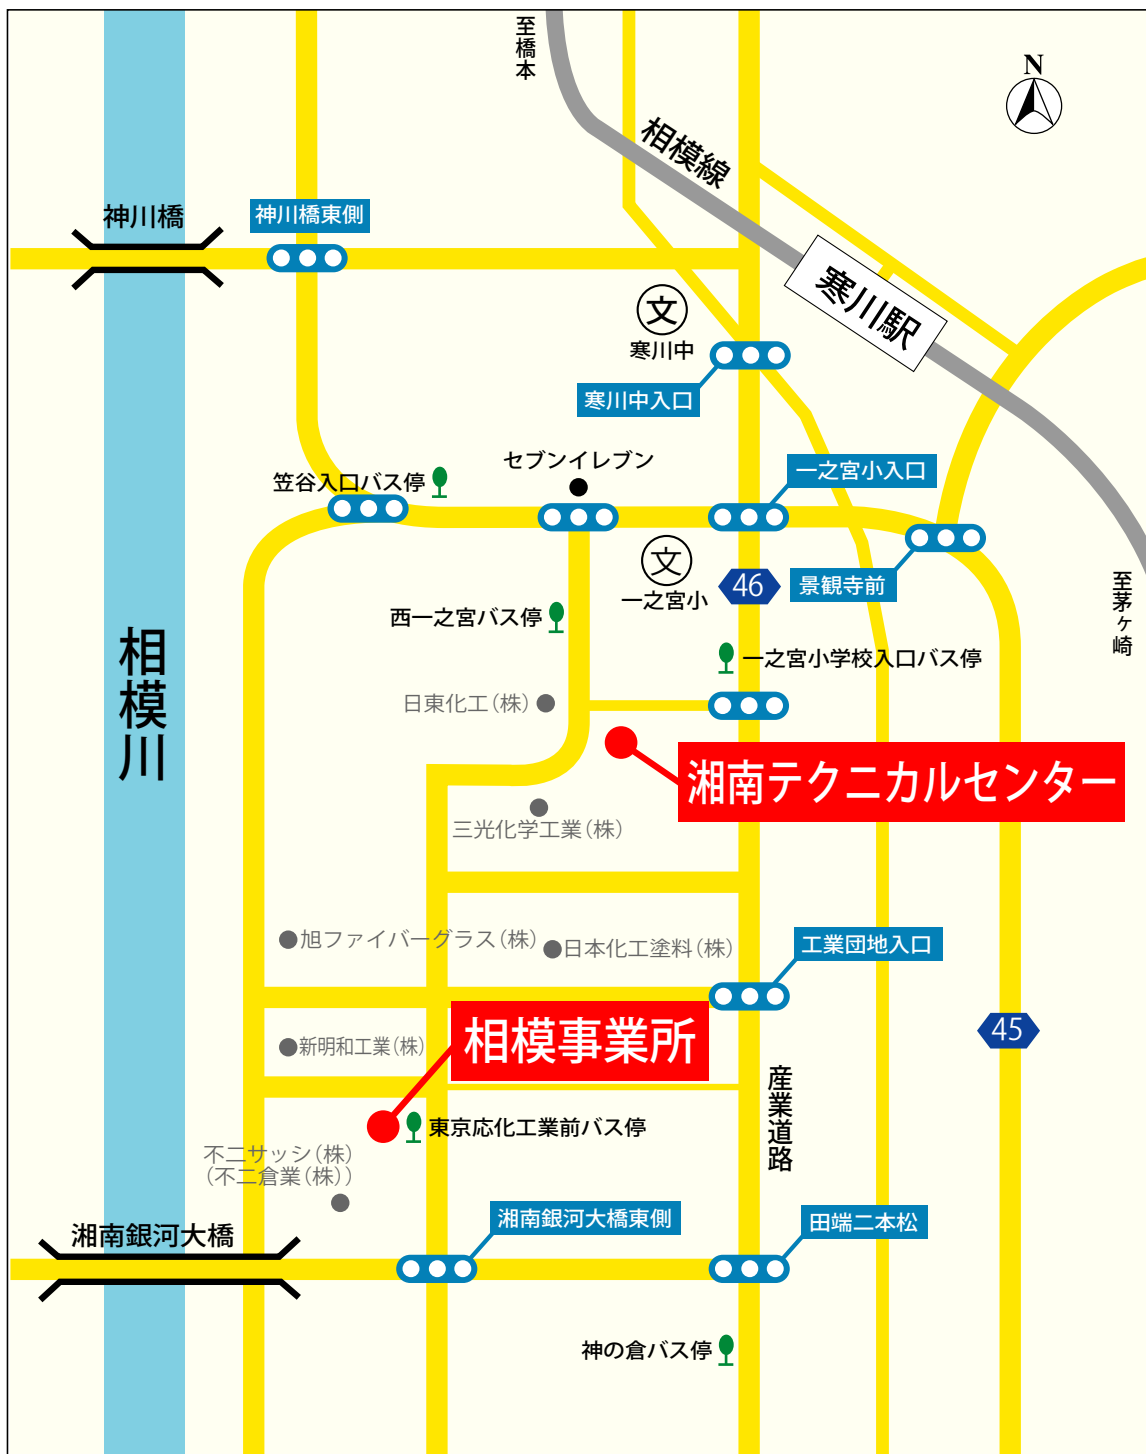 至橋本
N
相模線
神川橋
神川橋東側
寒川駅
文
寒川中
寒川中入口
セブンイレブン
笠谷入口バス停
一之宮小入口
文
一之宮小
46
景観寺前
至茅ヶ崎
西一之宮バス停
一之宮小学校入口バス停
相模川
日東化工(株)
湘南テクニカルセンター
三光化学工業(株)
旭ファイバーグラス(株)
日本化工塗料(株)
工業団地入口
相模事業所
45
新明和工業(株)
産業道路
東京応化工業前バス停
不二サッシ(株)
(不二倉業(株))
湘南銀河大橋
湘南銀河大橋東側
田端二本松
神の倉バス停